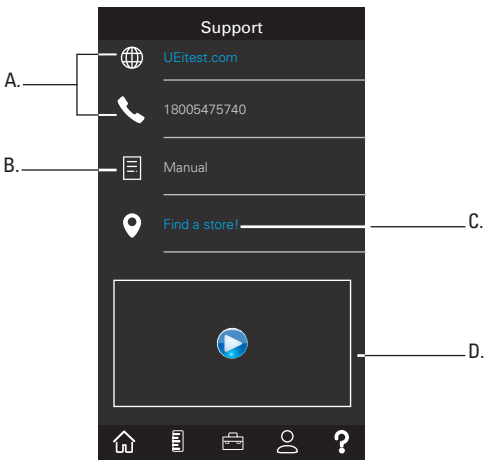 Support
UEitest.com
A.
18005475740
B.
Manual
Find a store!
C.
D.